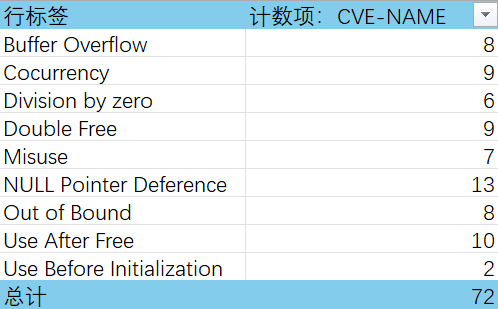 行标签 计数项：CVE-NAME
Buffer Overflow 8
Cocurrency 9
Division by zero 6
Double Free 9
Misuse 7
NULL Pointer Deference 13
Out of Bound 8
Use After Free 10
Use Before Initialization 2
总计 72